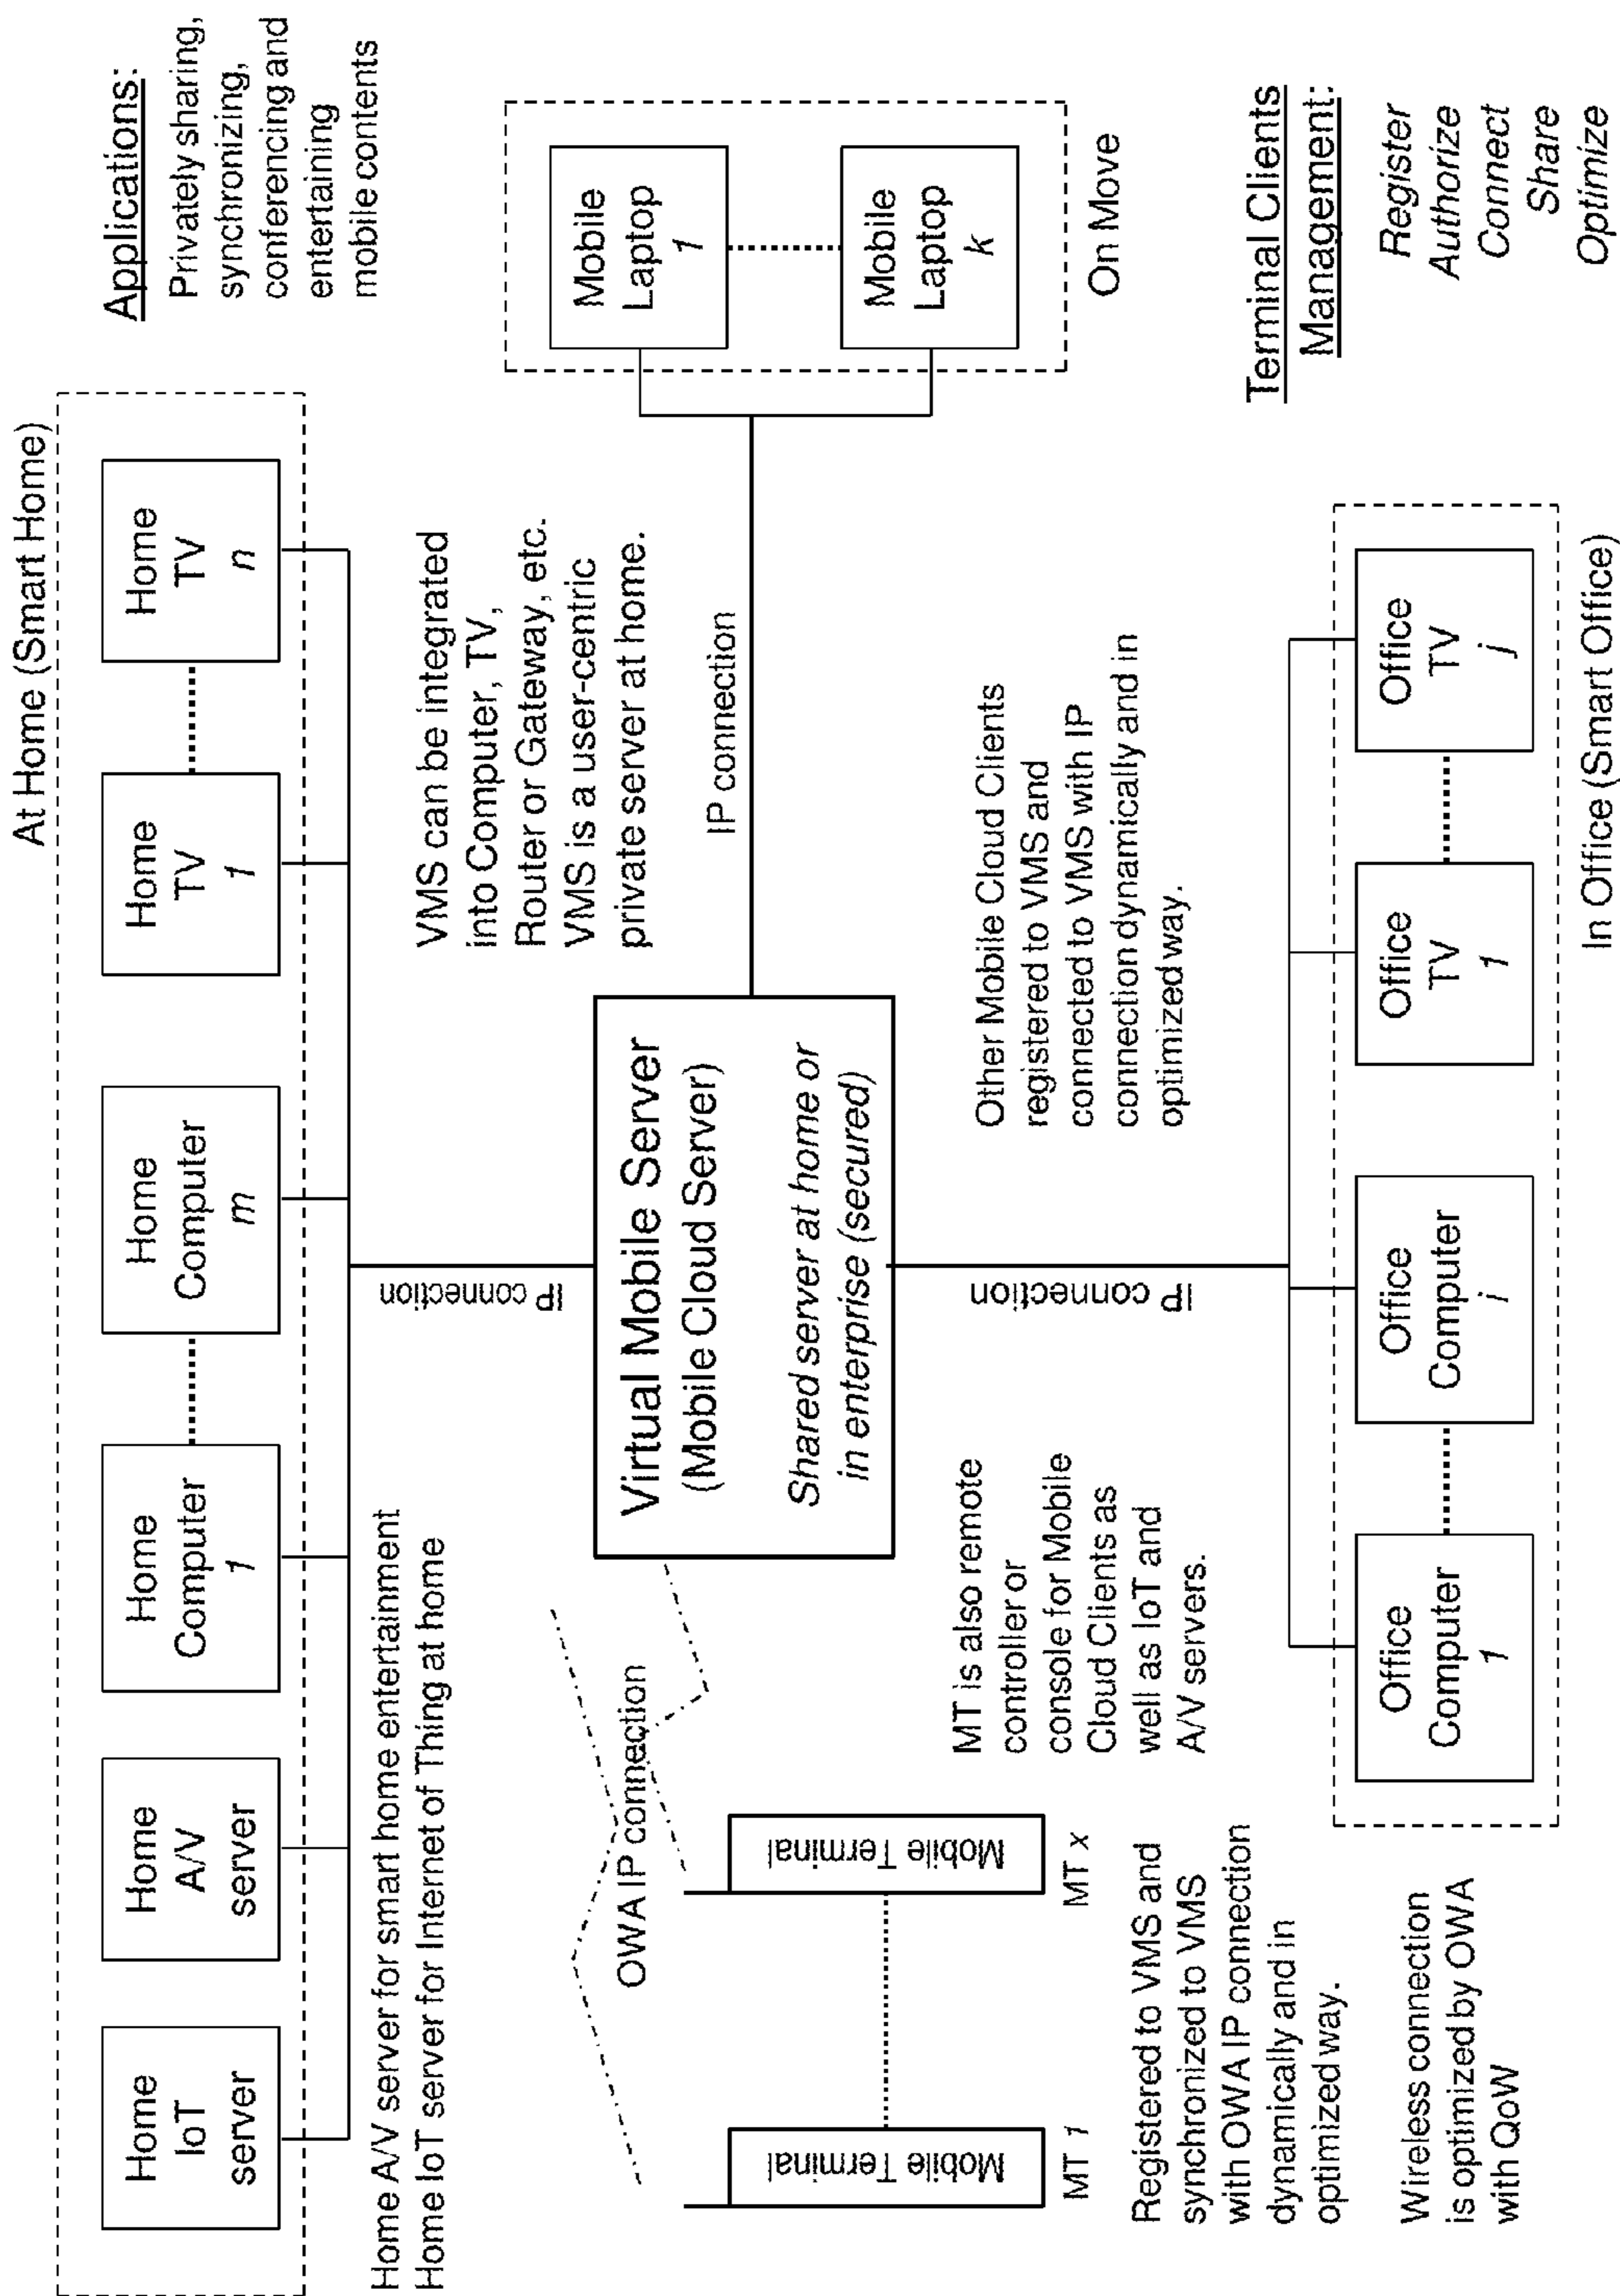 At Home (Smart Home)
Home
IoT
server
Home
A/V
server
Home
Computer
1
Home
Computer
m
Home
TV
1
Home
TV
n
Applications:
Privately sharing,
synchronizing,
conferencing and
entertaining
mobile contents
Home A/V server for smart home entertainment
Home IoT server for Internet of Thing at home
IP connection
VMS can be integrated
into Computer, TV,
Router or Gateway, etc.
VMS is a user-centric
private server at home.
OWA IP connection
Virtual Mobile Server
(Mobile Cloud Server)
Shared server at home or
in enterprise (secured)
IP connection
Mobile
Laptop
1
Mobile
Laptop
k
On Move
Mobile Terminal
MT 1
Mobile Terminal
MT x
MT is also remote
controller or
console for Mobile
Cloud Clients as
well as IoT and
A/V servers.
IP connection
Other Mobile Cloud Clients
registered to VMS and
connected to VMS with IP
connection dynamically and in
optimized way.
Registered to VMS and
synchronized to VMS
with OWA IP connection
dynamically and in
optimized way.
Wireless connection
is optimized by OWA
with QoW
Office
Computer
1
Office
Computer
i
Office
TV
1
Office
TV
j
In Office (Smart Office)
Terminal Clients
Management:
Register
Authorize
Connect
Share
Optimize